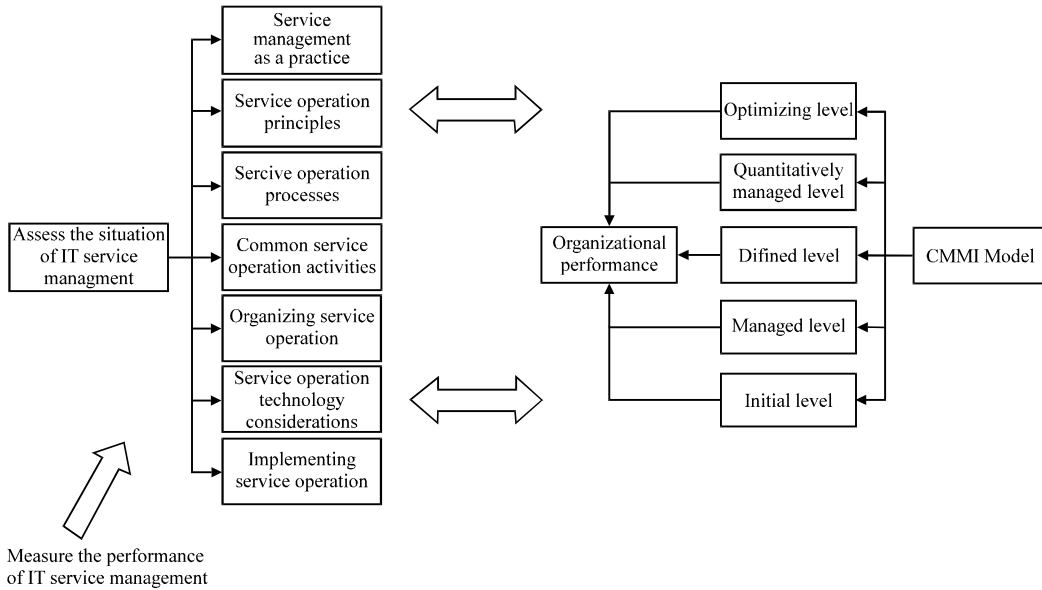 Service
management
as a practice
Service operation
principles
Sercive operation
processes
Assess the situation
of IT service
managment
Common service
operation activities
Organizing service
operation
Service operation
technology
considerations
Implementing
service operation
Measure the performance
of IT service management
Optimizing level
Quantitatively
managed level
Organizational
performance
Difined level
CMMI Model
Managed level
Initial level